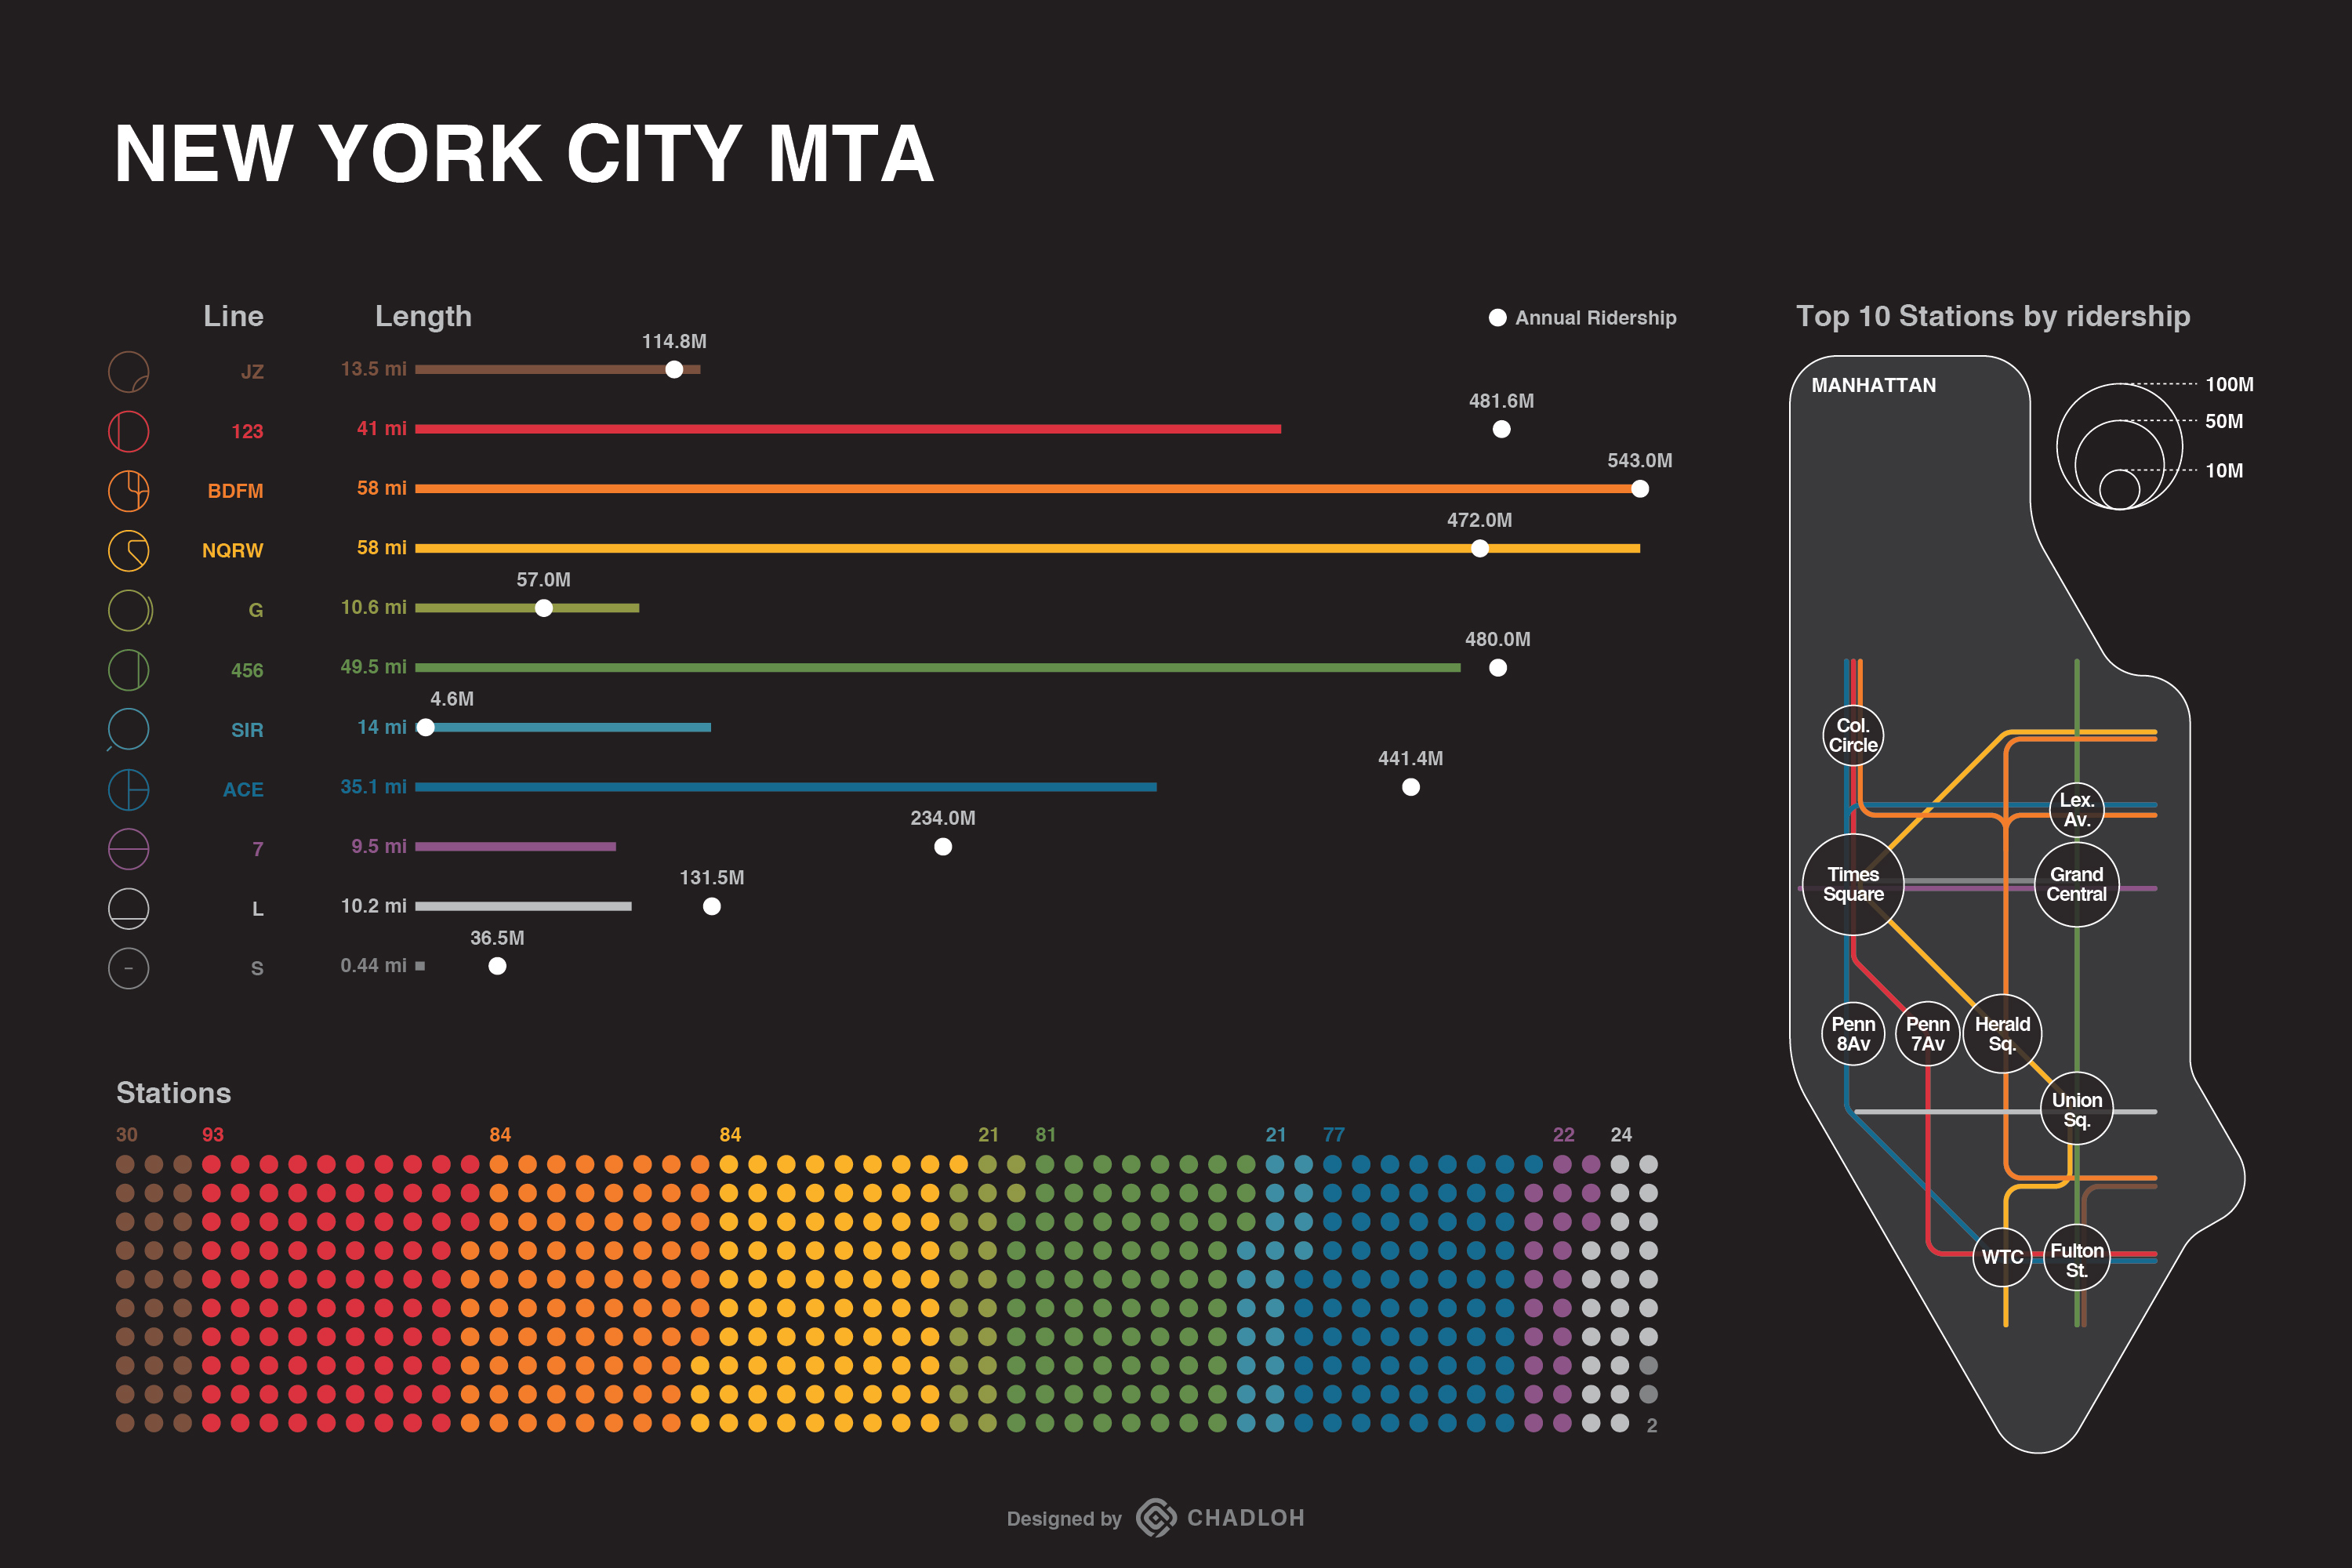 NEW YORK CITY MTA
Line
Length
Annual Ridership
114.8M
JZ
13.5 mi
481.6M
123
41 mi
543.0M
BDFM
58 mi
472.0M
NQRW
58 mi
57.0M
G
10.6 mi
480.0M
456
49.5 mi
4.6M
SIR
14 mi
441.4M
ACE
35.1 mi
234.0M
7
9.5 mi
131.5M
L
10.2 mi
36.5M
S
0.44 mi
Stations
30 93 84 84 21 81 21 77 22 24
2
Top 10 Stations by ridership
MANHATTAN
100M
50M
10M
Col.
Circle
Lex.
Av.
Times
Square
Grand
Central
Penn
8Av
Penn
7Av
Herald
Sq.
Union
Sq.
WTC
Fulton
St.
Designed by CHADLOH